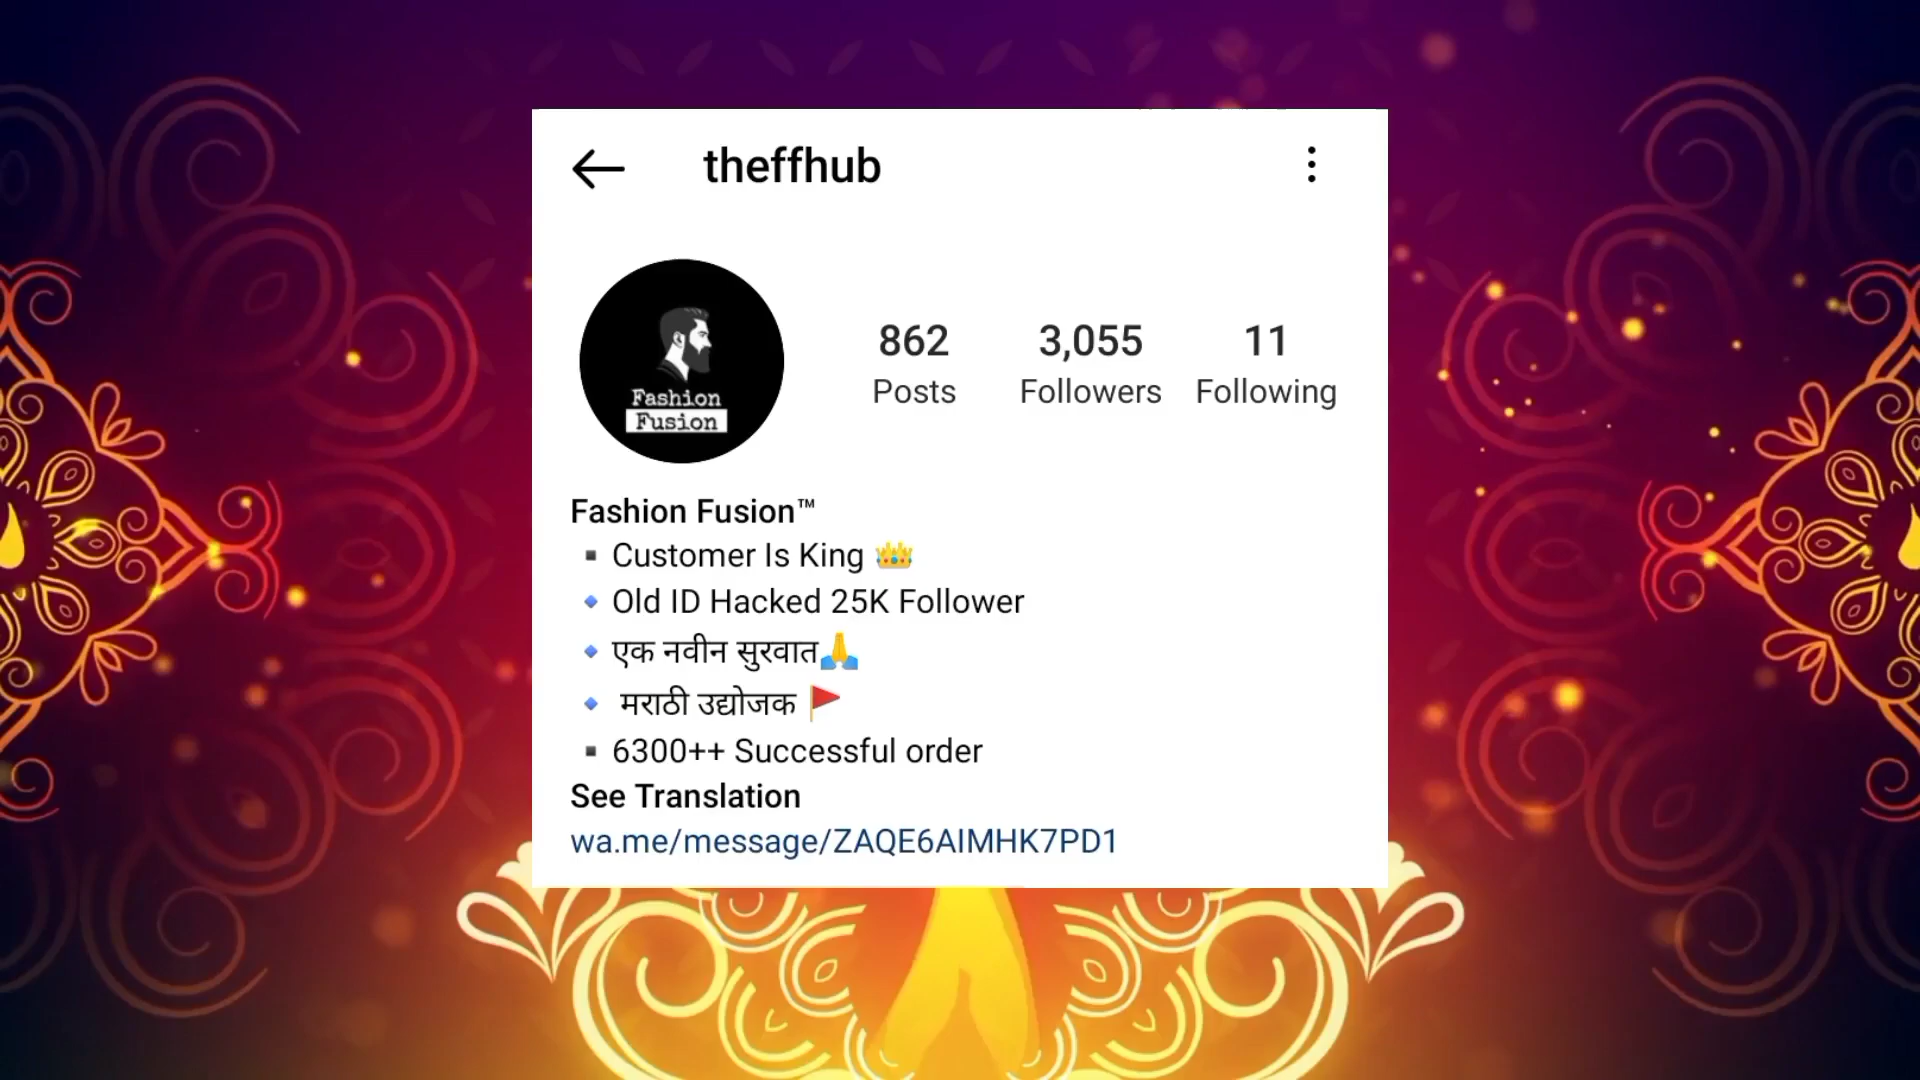 theffhub
Fashion
Fusion
862
Posts
3,055
Followers
11
Following
Fashion Fusion™
▪️Customer Is King 👑
🔹Old ID Hacked 25K Follower
🔹एक नवीन सुरवात🙏
🔹 मराठी उद्योजक 🚩
▪️6300++ Successful order
See Translation
wa.me/message/ZAQE6AIMHK7PD1